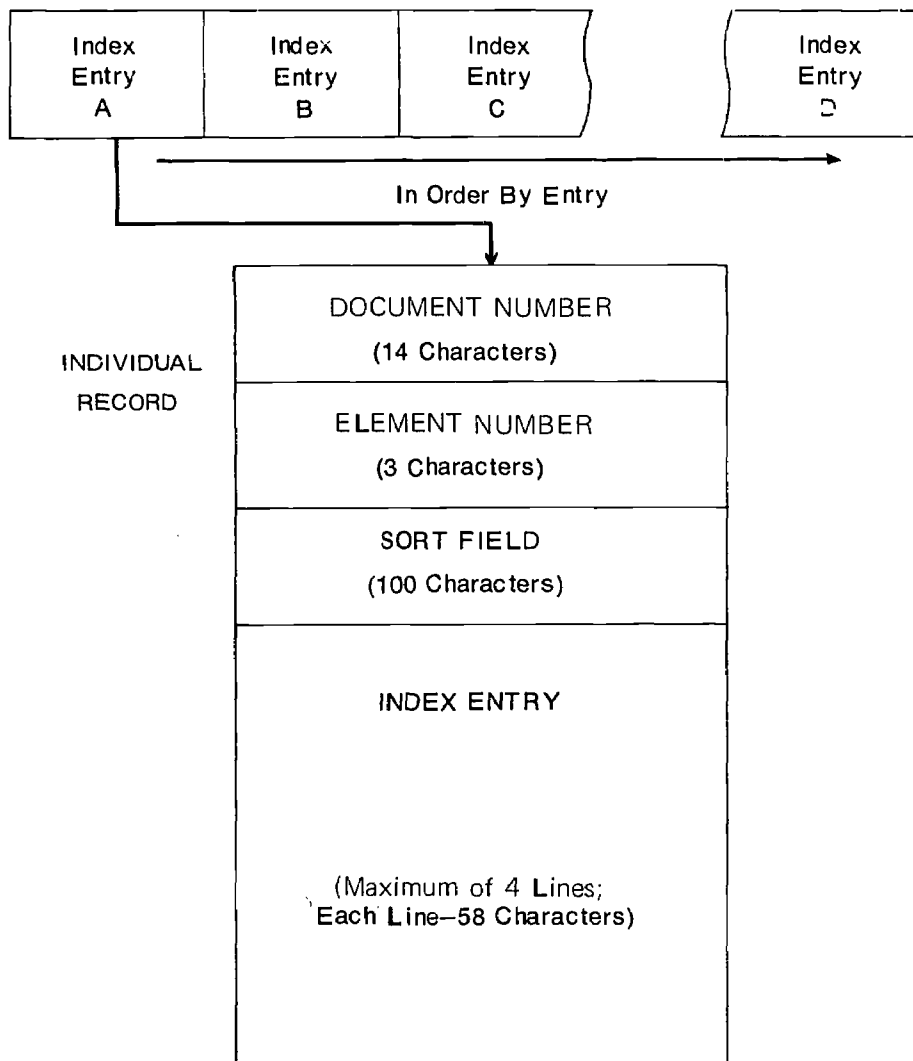 Index
Entry
A
Index
Entry
B
Index
Entry
C
Index
Entry
D
In Order By Entry
INDIVIDUAL
RECORD
DOCUMENT NUMBER
(14 Characters)
ELEMENT NUMBER
(3 Characters)
SORT FIELD
(100 Characters)
INDEX ENTRY
(Maximum of 4 Lines;
Each Line–58 Characters)